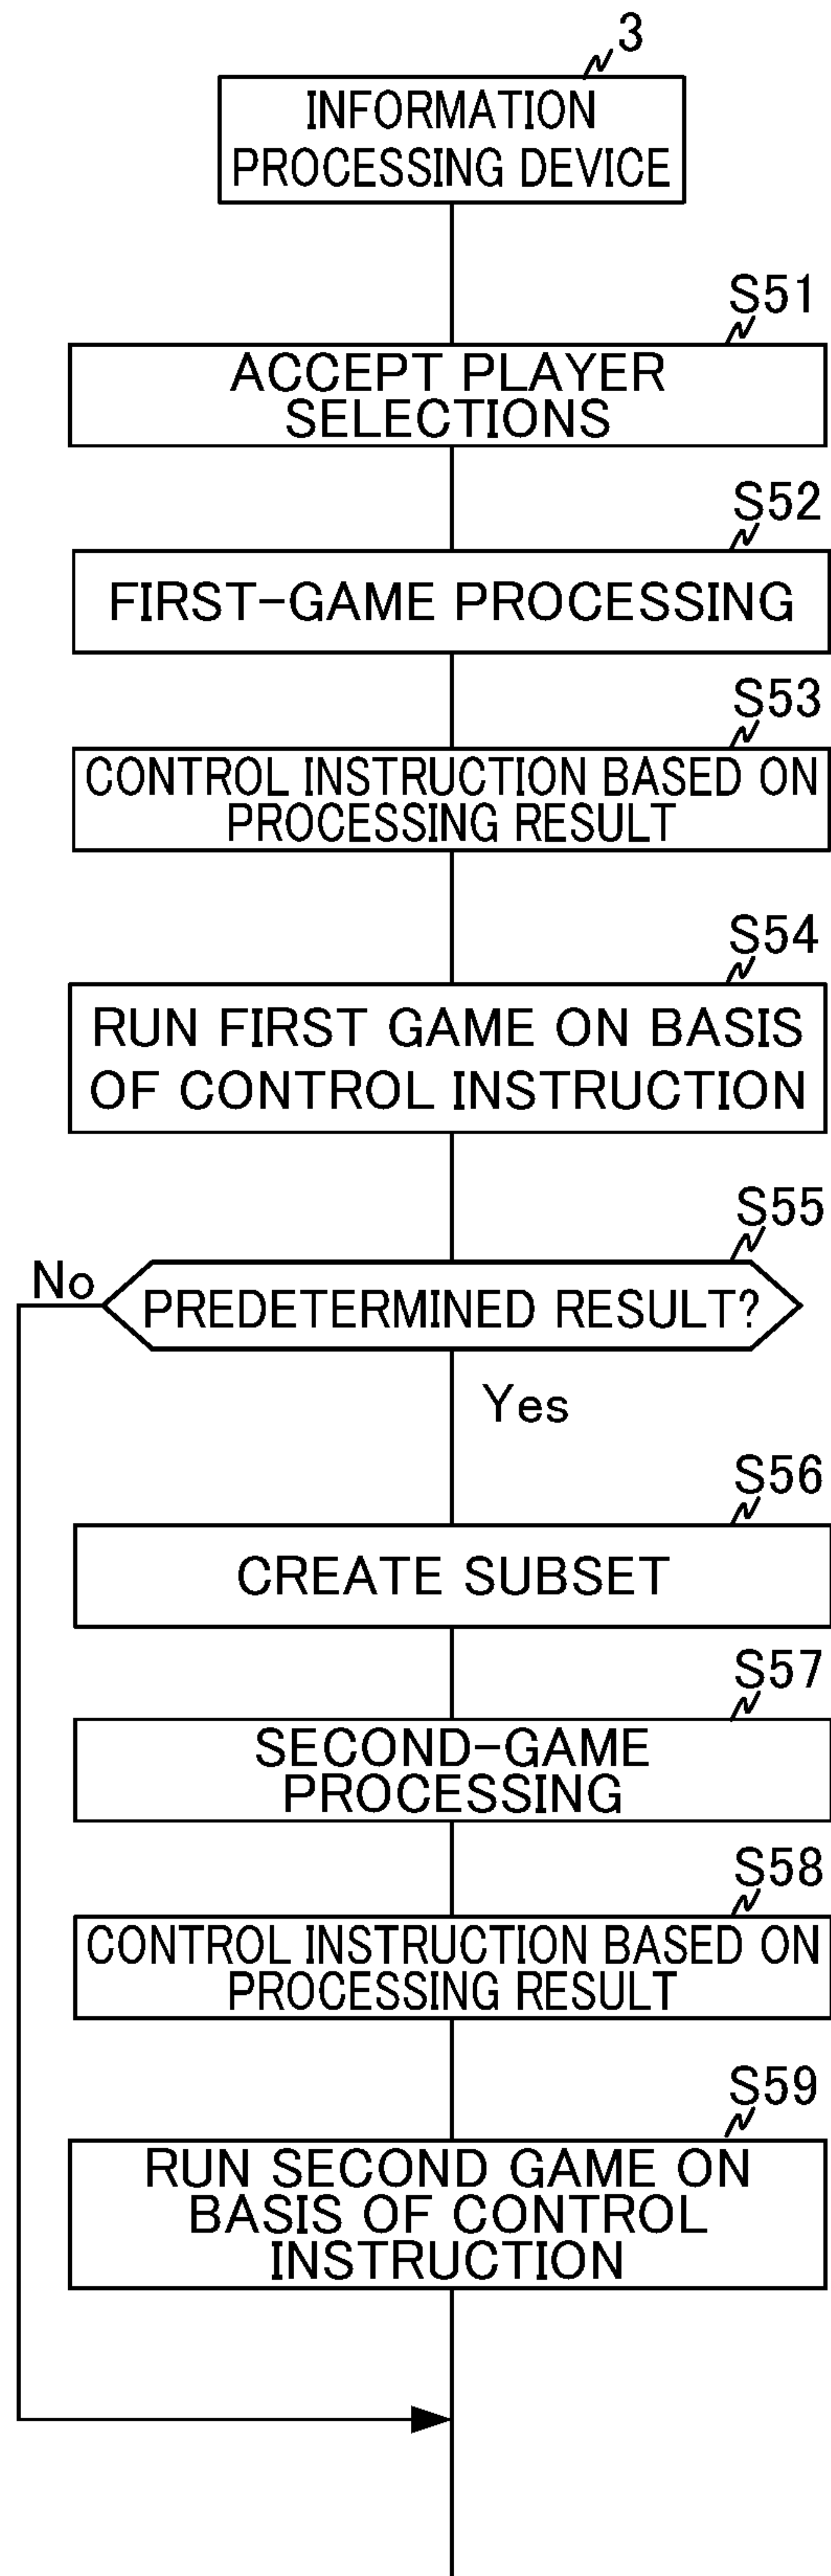 3
INFORMATION
PROCESSING DEVICE
S51
ACCEPT PLAYER
SELECTIONS
S52
FIRST-GAME PROCESSING
S53
CONTROL INSTRUCTION BASED ON
PROCESSING RESULT
S54
RUN FIRST GAME ON BASIS
OF CONTROL INSTRUCTION
S55
No
PREDETERMINED RESULT?
Yes
S56
CREATE SUBSET
S57
SECOND-GAME
PROCESSING
S58
CONTROL INSTRUCTION BASED ON
PROCESSING RESULT
S59
RUN SECOND GAME ON
BASIS OF CONTROL
INSTRUCTION